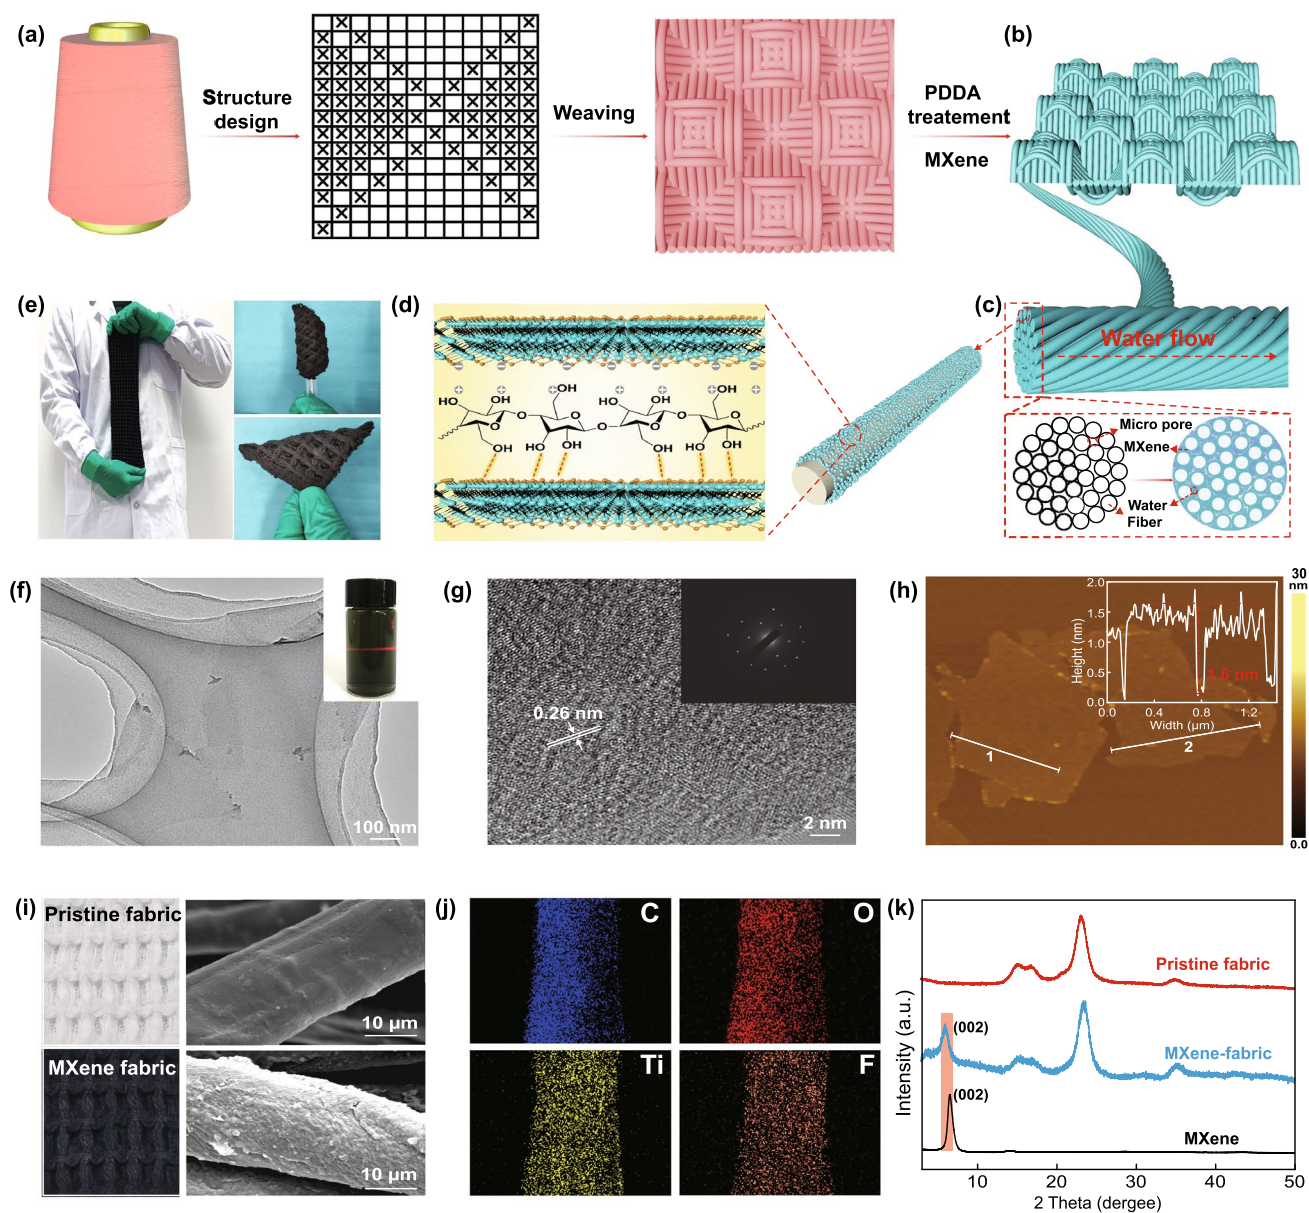 (a)
Structure
design
Weaving
(b)
PDDA
treatement
MXene
(e)
(d)
(c)
Water flow
OH
HO
OH
OH
HO
OH
OH
HO
OH
HO
OH
OH
Micro pore
MXene
Water
Fiber
(f)
100 nm
(g)
0.26 nm
2 nm
(h)
2.0
1.5
1.0
0.5
0.0
Height (nm)
1.6 nm
0.0 0.4 0.8 1.2
Width (µm)
1
2
30
nm
0.0
(i)
Pristine fabric
10 µm
MXene fabric
10 µm
(j)
C
O
Ti
F
(k)
Intensity (a.u.)
Pristine fabric
(002)
MXene-fabric
(002)
MXene
10 20 30 40 50
2 Theta (dergee)